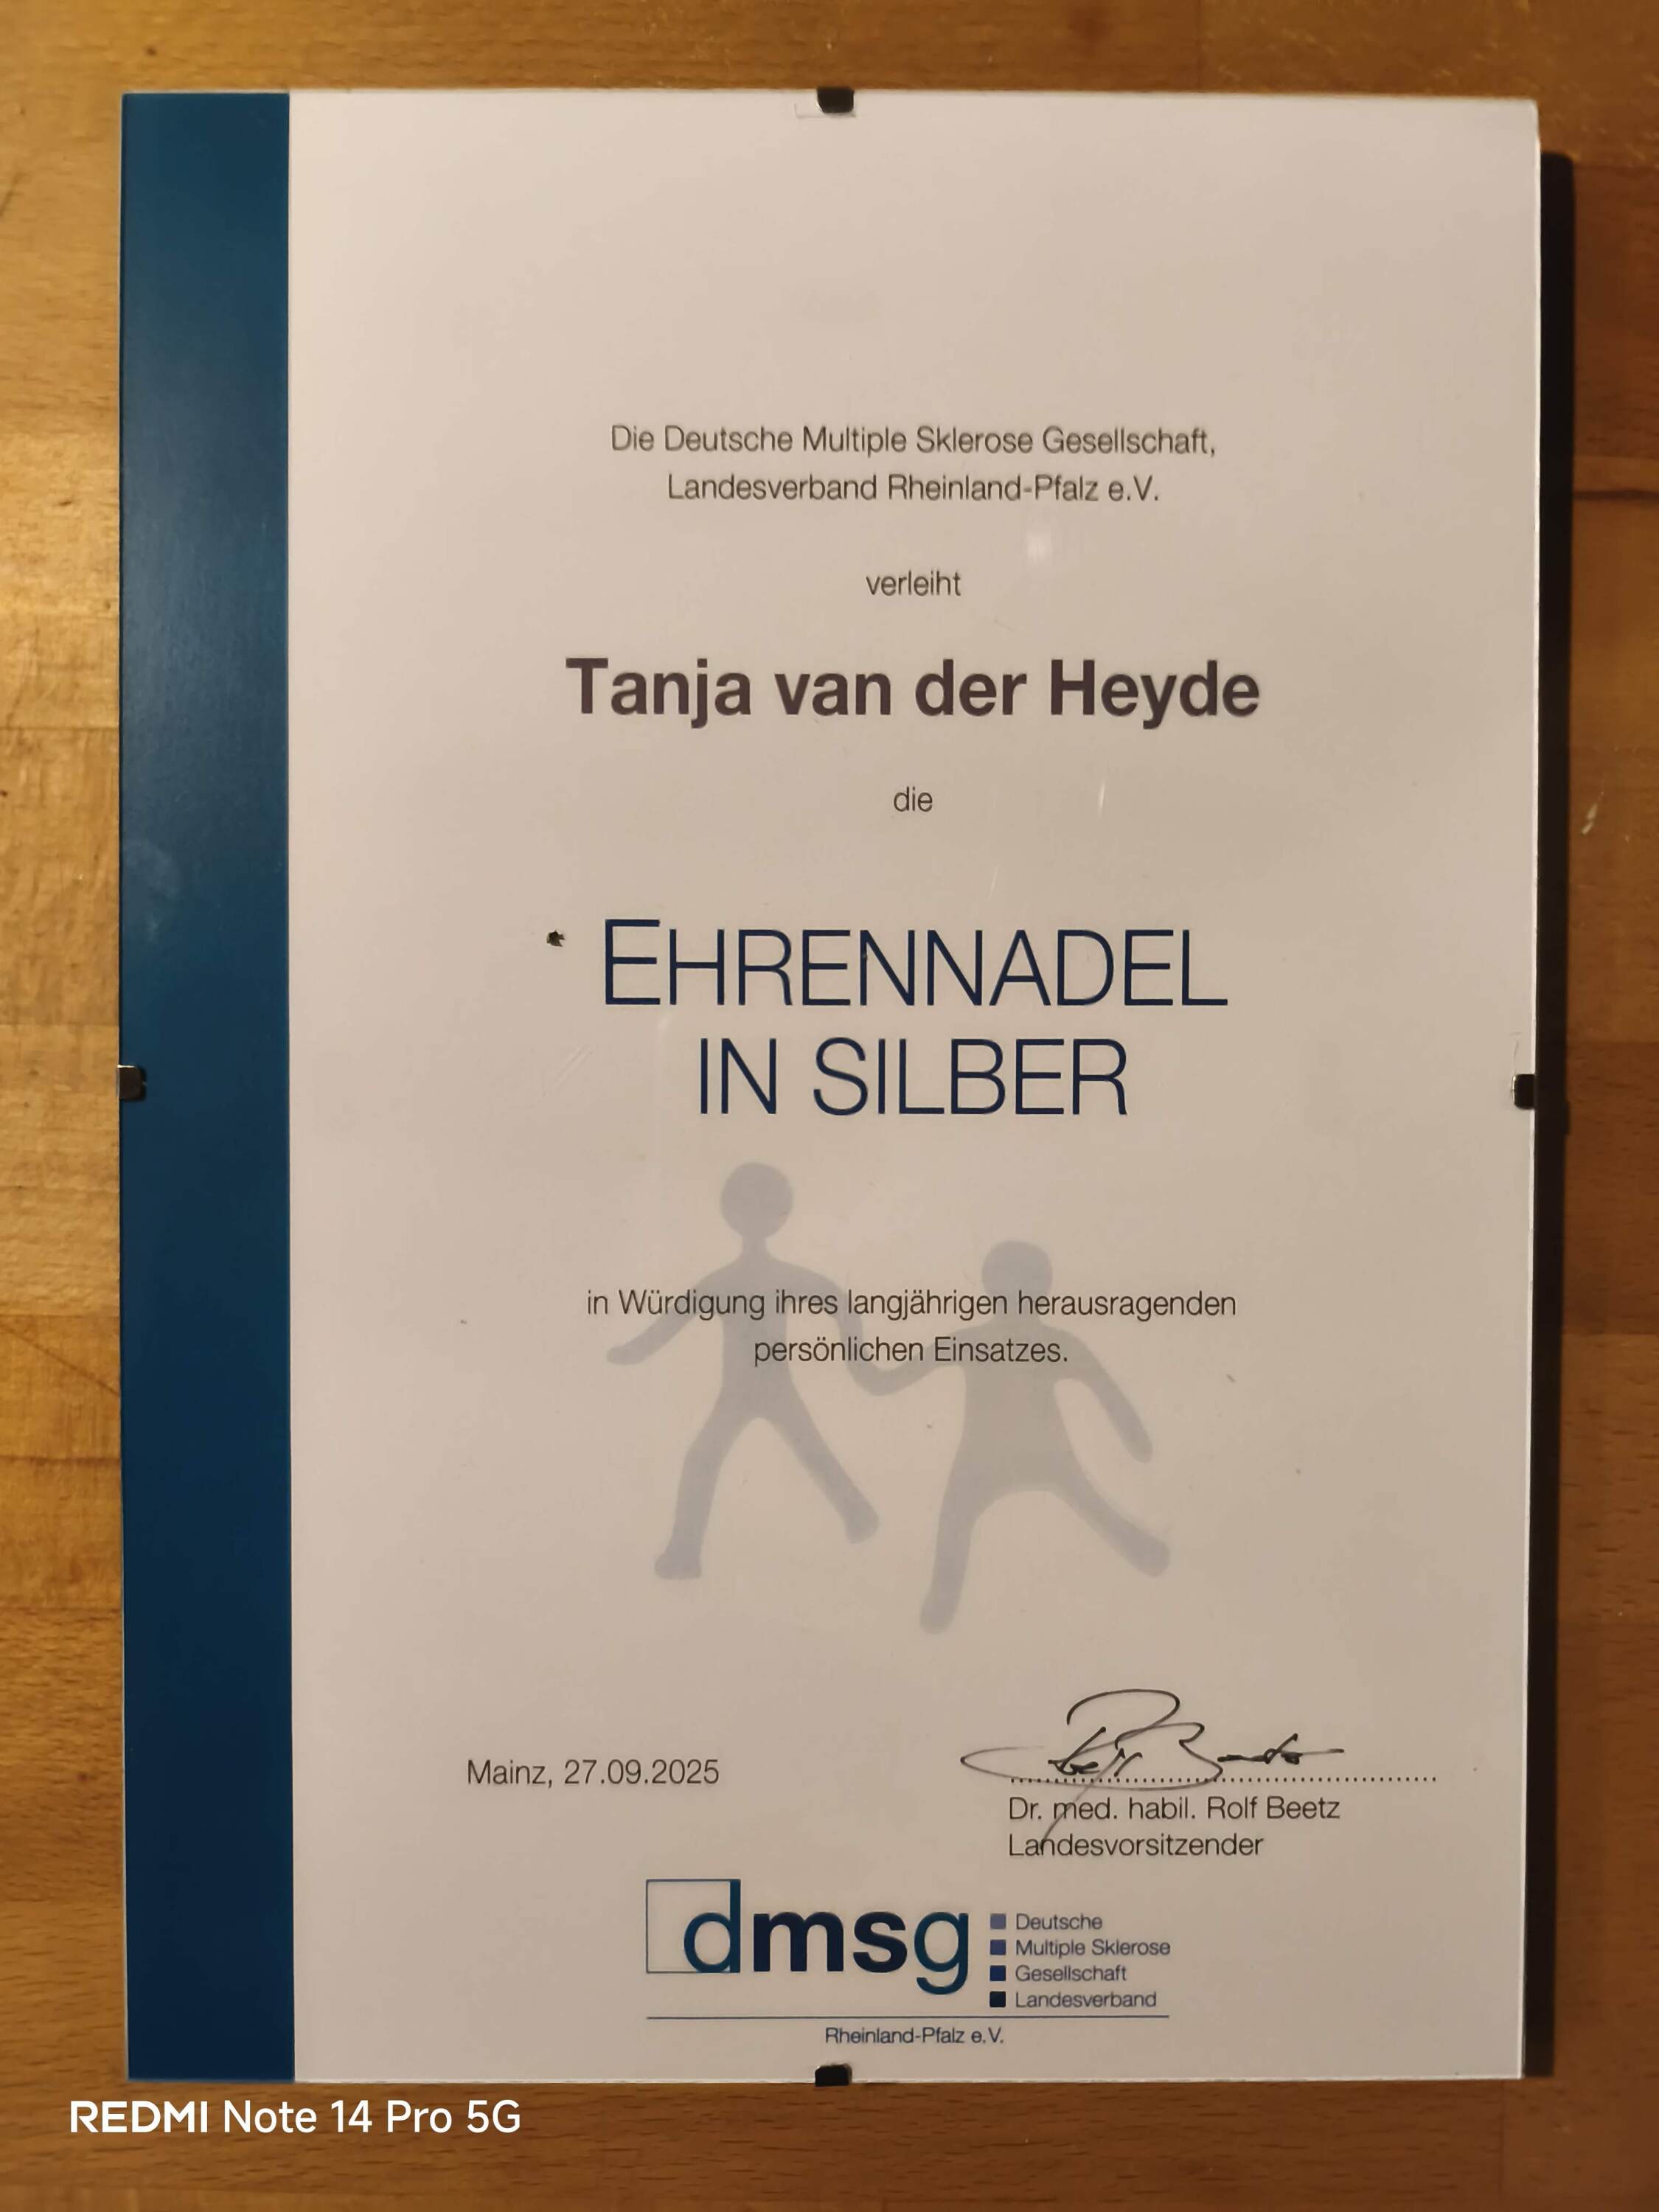 Die Deutsche Multiple Sklerose Gesellschaft,
Landesverband Rheinland-Pfalz e.V.
verleiht
Tanja van der Heyde
die
EHRENNADEL
IN SILBER
in Würdigung ihres langjährigen herausragenden
persönlichen Einsatzes.
Mainz, 27.09.2025
Dr. med. habil. Rolf Beetz
Landesvorsitzender
dmsg
Deutsche
Multiple Sklerose
Gesellschaft
Landesverband
Rheinland-Pfalz e.V.
REDMI Note 14 Pro 5G